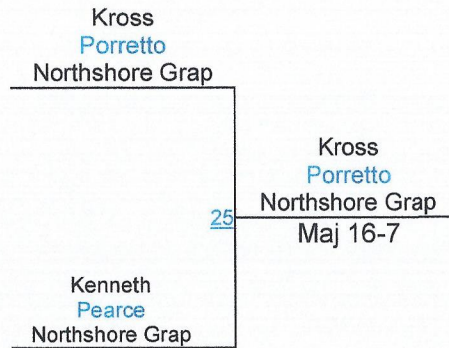 Kross
Porretto
Northshore Grap
Kross
Porretto
Northshore Grap
25
Maj 16-7
Kenneth
Pearce
Northshore Grap